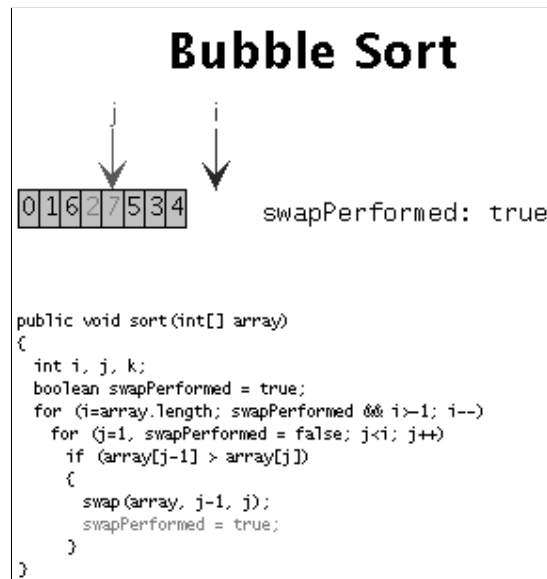 Bubble Sort
j i
0 1 6 2 7 5 3 4
swapPerformed: true
public void sort(int[] array)
{
int i, j, k;
boolean swapPerformed = true;
for (i=array.length; swapPerformed && i>-1; i--)
for (j=1, swapPerformed = false; j<i; j++)
if (array[j-1] > array[j])
{
swap(array, j-1, j);
swapPerformed = true;
}
}